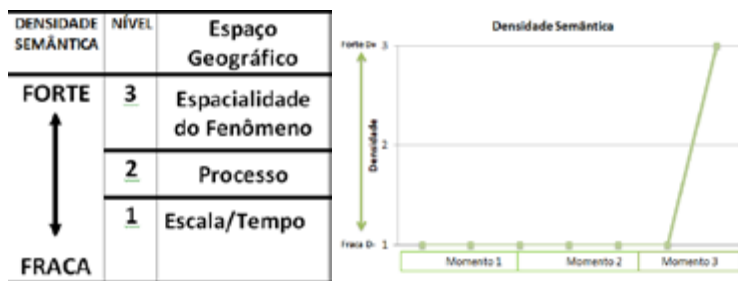 DENSIDADE
SEMÂNTICA
NÍVEL
Espaço
Geográfico
FORTE
3
Espacialidade
do Fenômeno
2
Processo
1
Escala/Tempo
FRACA
Densidade Semântica
Forte D+ 3
Densidade
2
Fraca D- 1
Momento 1
Momento 2
Momento 3